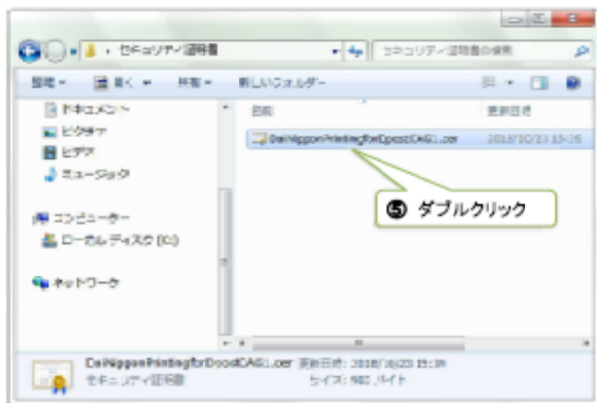 セキュリティ証明書
セキュリティ証明書の検索
整理
開く
共有
新しいフォルダー
名前
更新日時
ドキュメント
ピクチャ
ビデオ
ミュージック
コンピューター
ローカル ディスク (C:)
ネットワーク
⑤ ダブルクリック
セキュリティ証明書